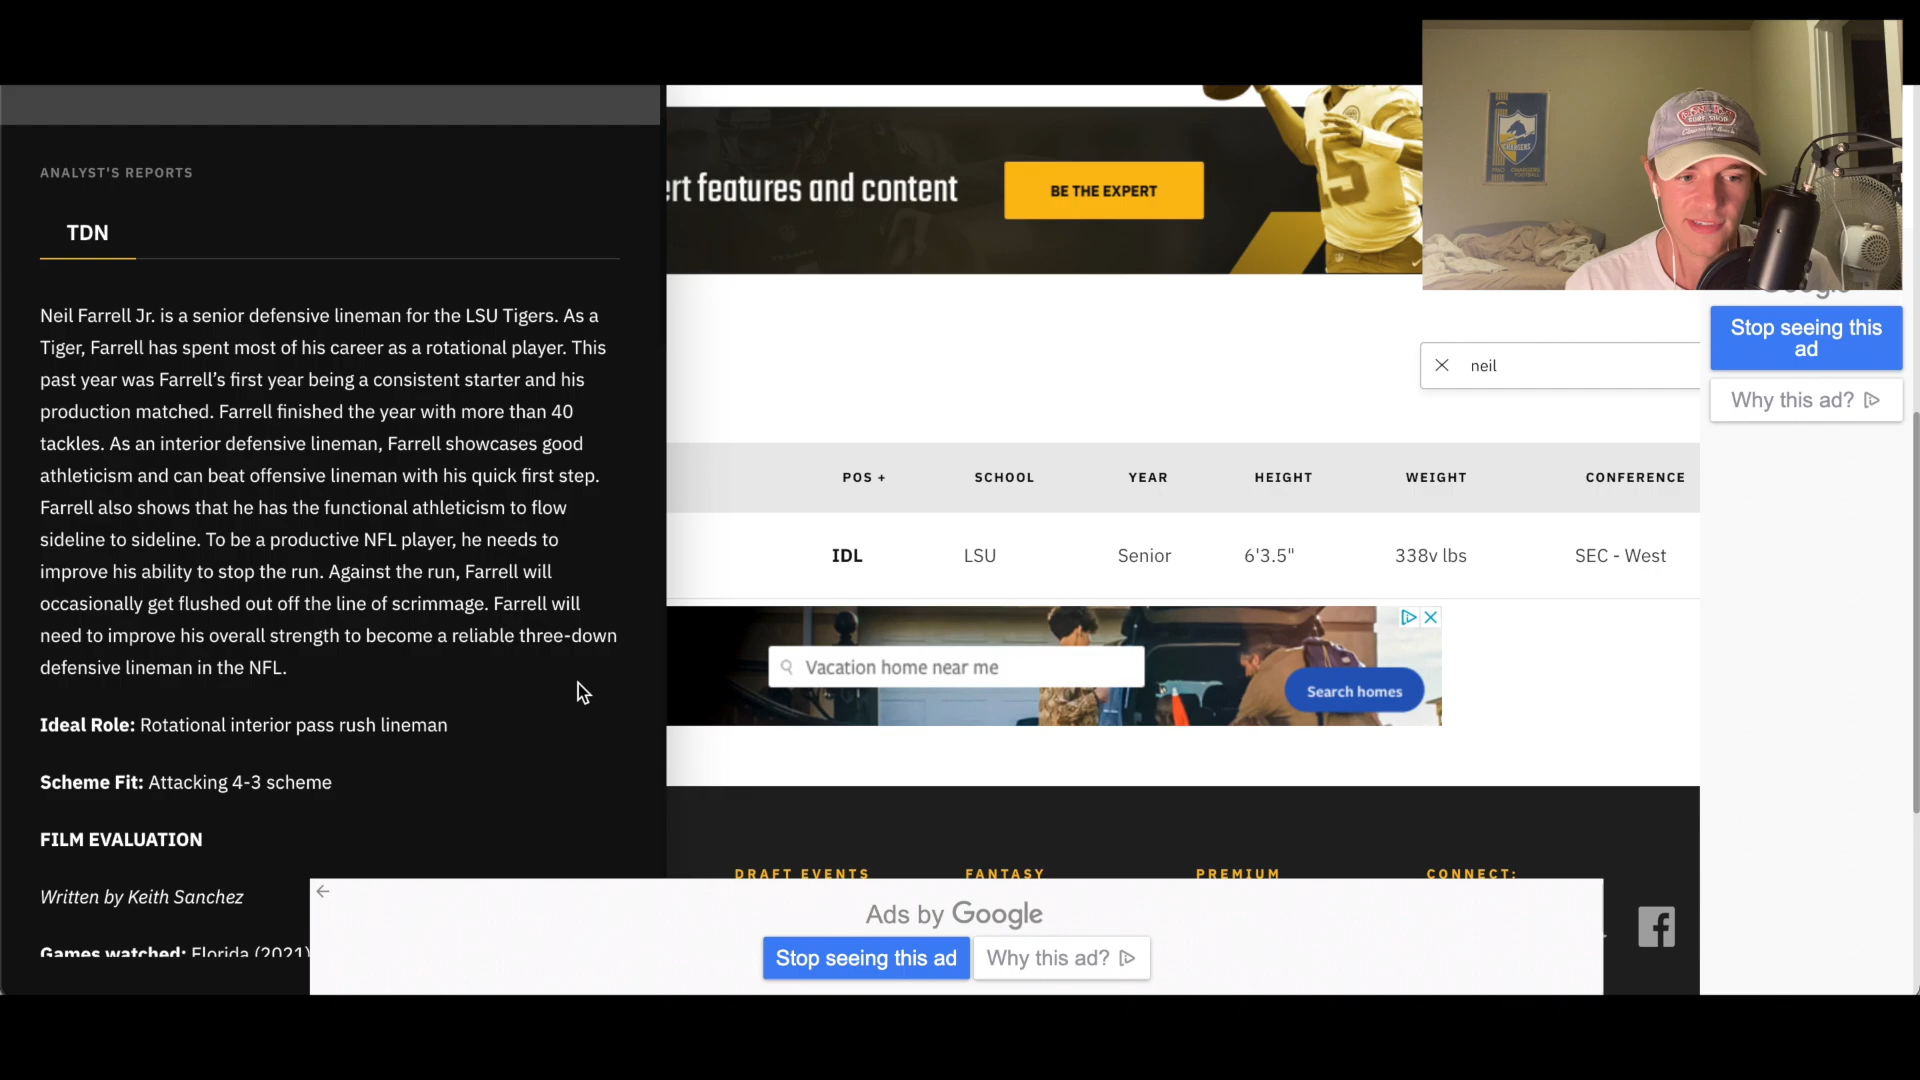 ANALYST'S REPORTS
TDN
Neil Farrell Jr. is a senior defensive lineman for the LSU Tigers. As a
Tiger, Farrell has spent most of his career as a rotational player. This
past year was Farrell’s first year being a consistent starter and his
production matched. Farrell finished the year with more than 40
tackles. As an interior defensive lineman, Farrell showcases good
athleticism and can beat offensive lineman with his quick first step.
Farrell also shows that he has the functional athleticism to flow
sideline to sideline. To be a productive NFL player, he needs to
improve his ability to stop the run. Against the run, Farrell will
occasionally get flushed out off the line of scrimmage. Farrell will
need to improve his overall strength to become a reliable three-down
defensive lineman in the NFL.
Ideal Role: Rotational interior pass rush lineman
Scheme Fit: Attacking 4-3 scheme
FILM EVALUATION
Written by Keith Sanchez
Games watched: Florida (2021)
features and content
BE THE EXPERT
15
CHARGERS
SURF SHOP
Stop seeing this
ad
Why this ad?
neil
POS + SCHOOL YEAR HEIGHT WEIGHT CONFERENCE
IDL LSU Senior 6'3.5" 338v lbs SEC - West
Vacation home near me
Search homes
DRAFT EVENTS FANTASY PREMIUM CONNECT:
Ads by Google
Stop seeing this ad Why this ad?